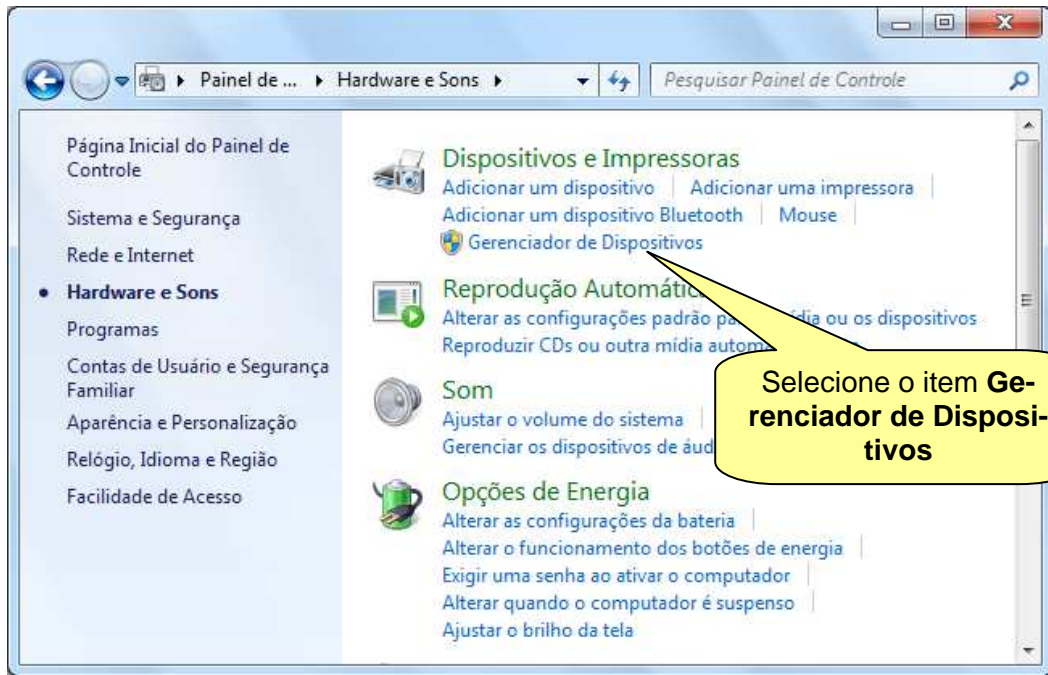 Painel de ... Hardware e Sons Pesquisar Painel de Controle
Página Inicial do Painel de
Controle
Sistema e Segurança
Rede e Internet
Hardware e Sons
Programas
Contas de Usuário e Segurança
Familiar
Aparência e Personalização
Relógio, Idioma e Região
Facilidade de Acesso
Dispositivos e Impressoras
Adicionar um dispositivo Adicionar uma impressora
Adicionar um dispositivo Bluetooth Mouse
Gerenciador de Dispositivos
Reprodução
Alterar as configurações padrão ou os dispositivos
Reproduzir CDs ou outra mídia
Som
Ajustar o volume do sistema
Gerenciar os dispositivos de
Opções de Energia
Alterar as configurações da bateria
Alterar o funcionamento dos botões de energia
Exigir uma senha ao ativar o computador
Alterar quando o computador é suspenso
Ajustar o brilho da tela
Selecione o item Ge-
renciador de Disposi-
tivos